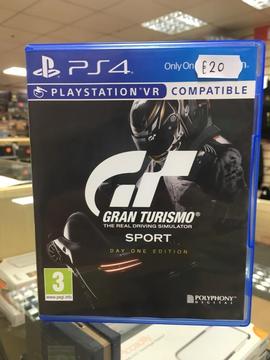 PS4
Only On
£20
PLAYSTATION®VR COMPATIBLE
GT
GRAN TURISMO®
THE REAL DRIVING SIMULATOR
SPORT
DAY ONE EDITION
3
www.pegi.info
POLYPHONY
DIGITAL